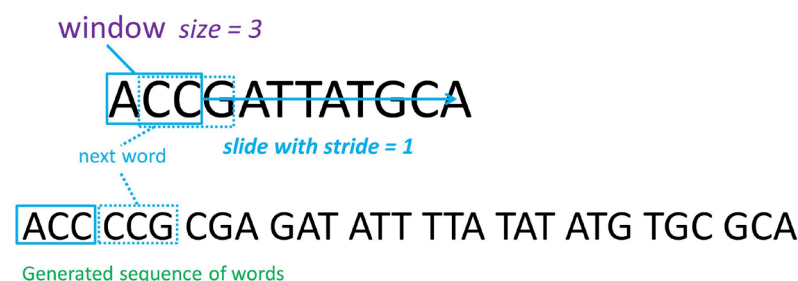 window size = 3
ACCGATTATGCA
slide with stride = 1
next word
ACC CCG CGA GAT ATT TTA TAT ATG TGC GCA
Generated sequence of words